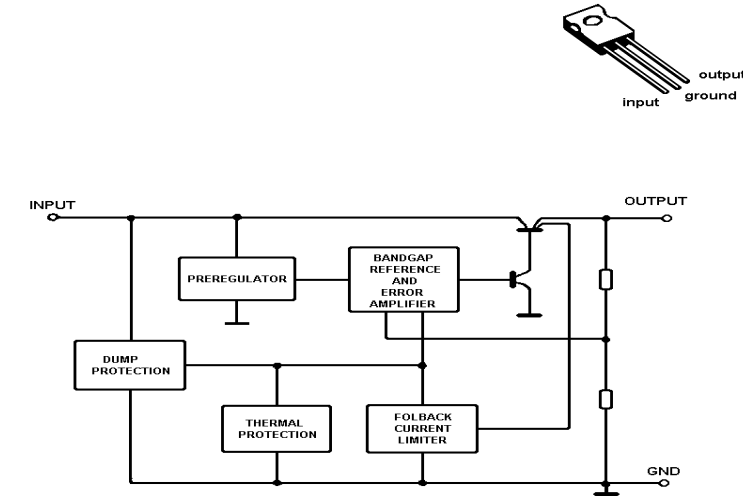 output
ground
input
INPUT
OUTPUT
PREREGULATOR
BANDGAP
REFERENCE
AND
ERROR
AMPLIFIER
DUMP
PROTECTION
THERMAL
PROTECTION
FOLBACK
CURRENT
LIMITER
GND